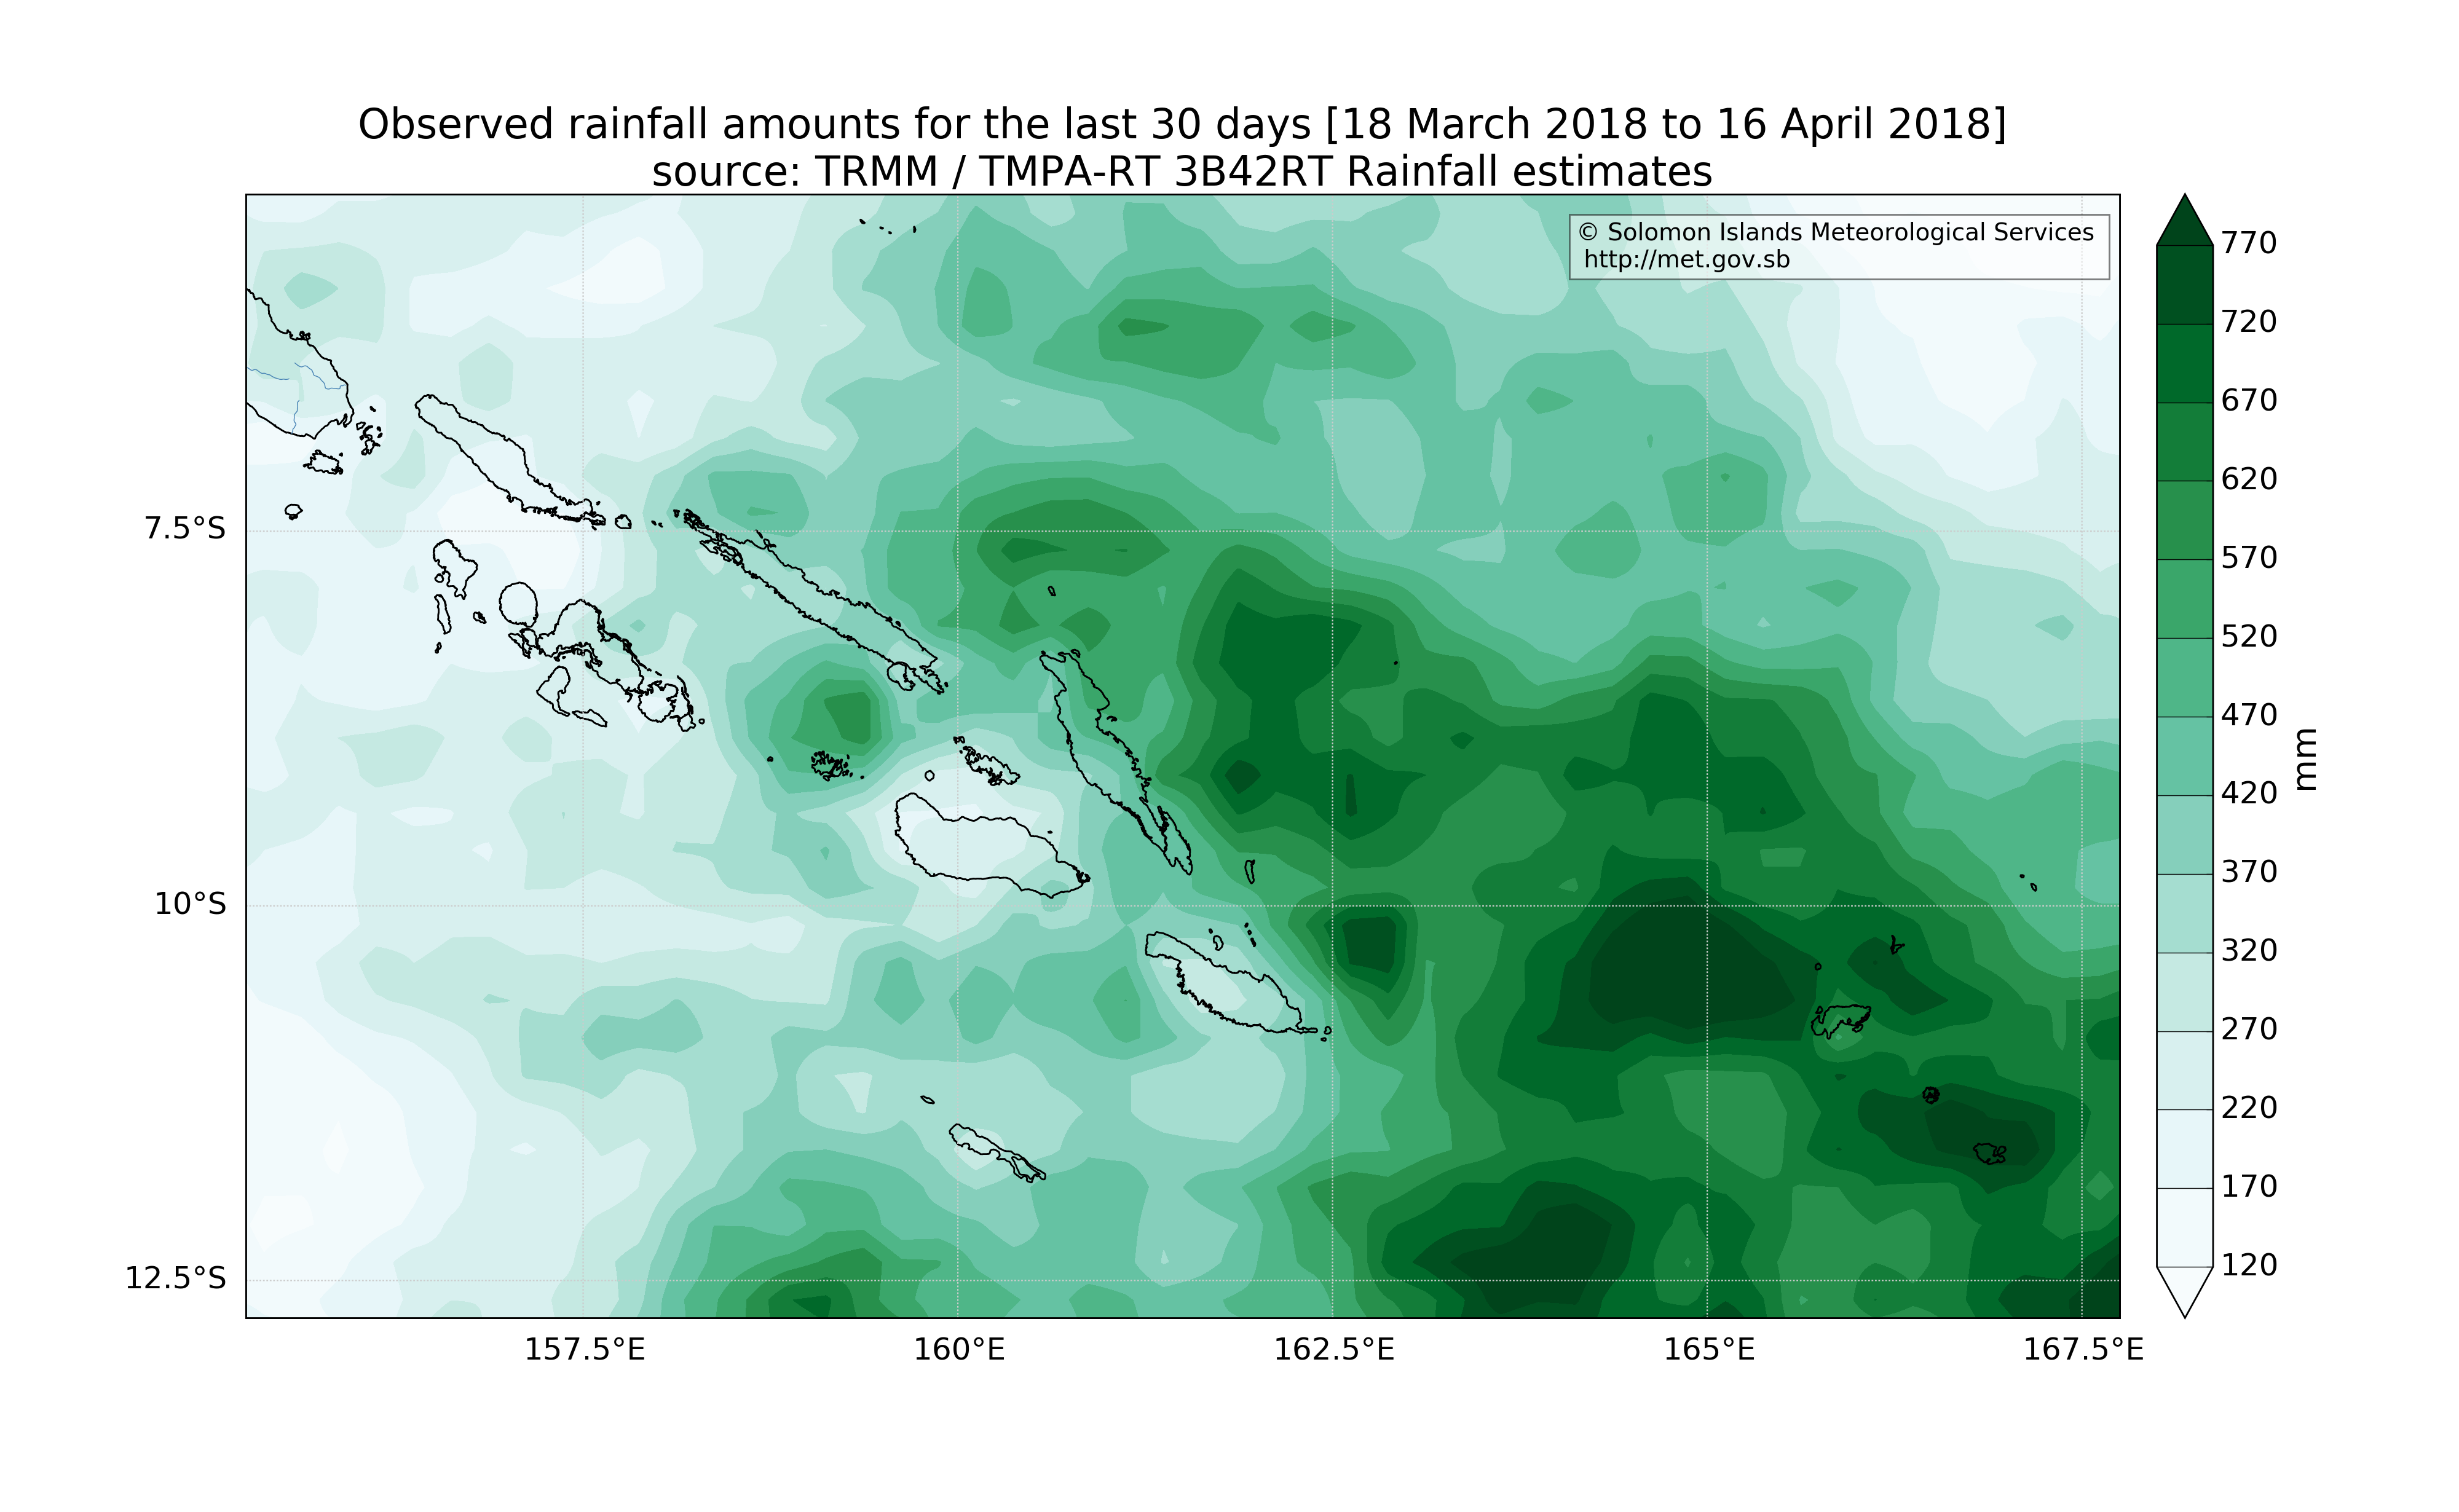 Observed rainfall amounts for the last 30 days [18 March 2018 to 16 April 2018]
source: TRMM / TMPA-RT 3B42RT Rainfall estimates
© Solomon Islands Meteorological Services
http://met.gov.sb
7.5°S
10°S
12.5°S
157.5°E
160°E
162.5°E
165°E
167.5°E
770
720
670
620
570
520
470
420
370
320
270
220
170
120
mm